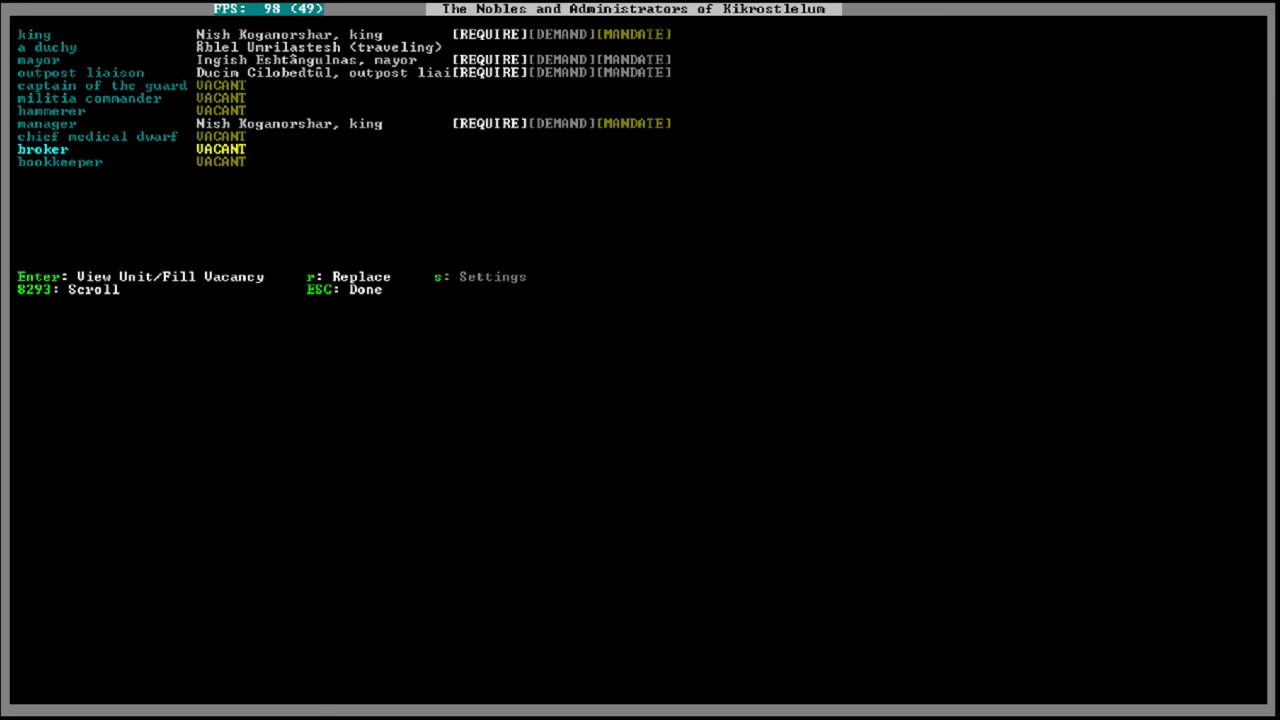 FPS: 98 (49) The Nobles and Administrators of Kikrostlelum
king Nish Koganorshar, king [REQUIRE][DEMAND][MANDATE]
a duchy Rblel Umrilastesh (traveling)
mayor Ingish Eshtângulnas, mayor [REQUIRE][DEMAND][MANDATE]
outpost liaison Ducim Cilobedtûl, outpost liai[REQUIRE][DEMAND][MANDATE]
captain of the guard VACANT
militia commander VACANT
hammerer VACANT
manager Nish Koganorshar, king [REQUIRE][DEMAND][MANDATE]
chief medical dwarf VACANT
broker VACANT
bookkeeper VACANT
Enter: View Unit/Fill Vacancy r: Replace s: Settings
8293: Scroll ESC: Done